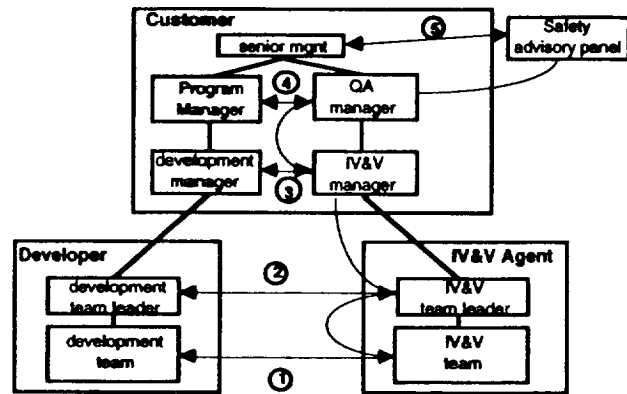 Customer
5
Safety
advisory panel
senior mgnt
4
Program
Manager
QA
manager
development
manager
IV&V
manager
3
Developer
IV&V Agent
2
development
team leader
IV&V
team leader
development
team
IV&V
team
1